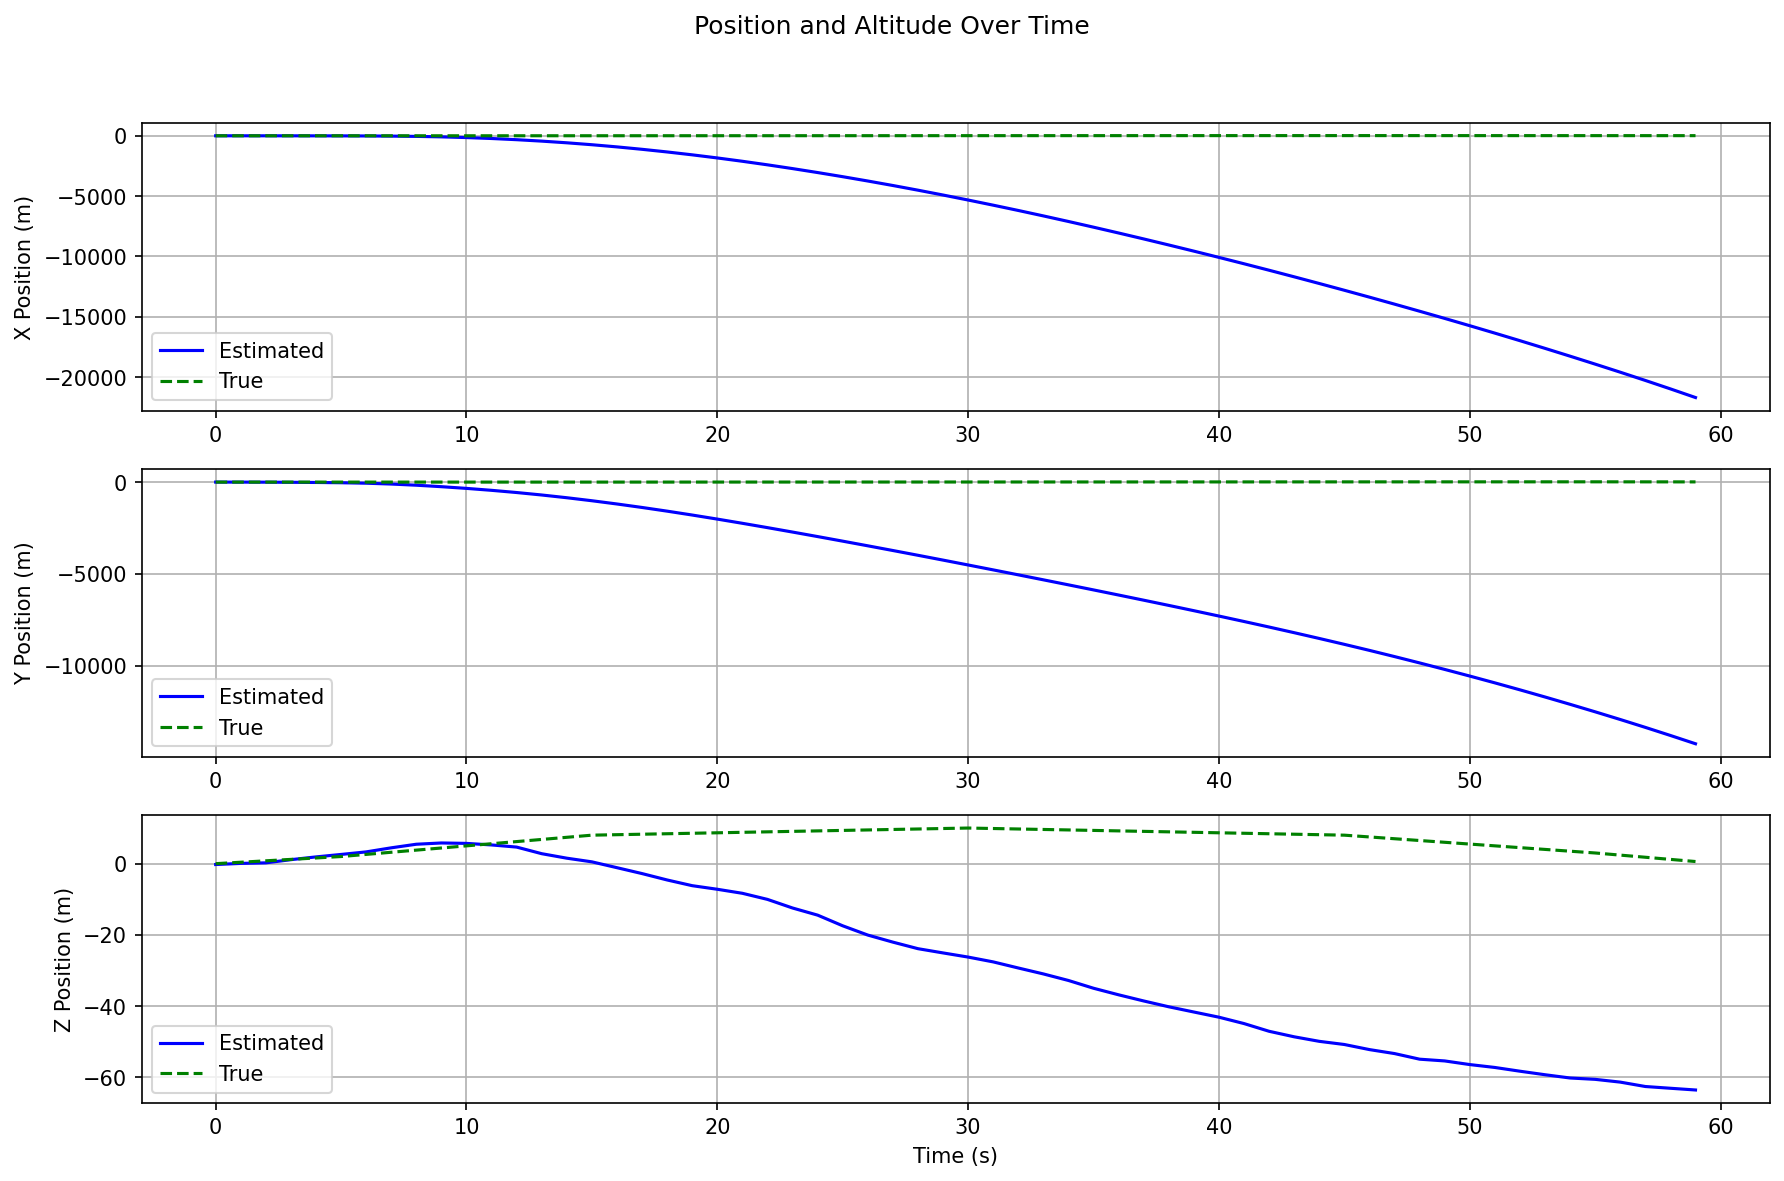 Position and Altitude Over Time
X Position (m)
0
−5000
−10000
−15000
−20000
Estimated
True
0 10 20 30 40 50 60
Y Position (m)
0
−5000
−10000
Estimated
True
0 10 20 30 40 50 60
Z Position (m)
0
−20
−40
−60
Estimated
True
0 10 20 30 40 50 60
Time (s)